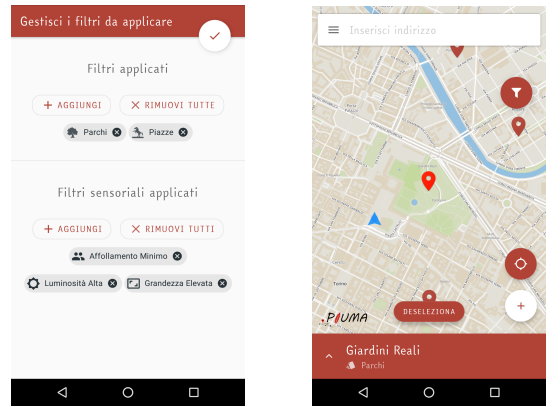 Gestisci i filtri da applicare
Filtri applicati
+ AGGIUNGI
× RIMUOVI TUTTE
Parchi
Piazze
Filtri sensoriali applicati
+ AGGIUNGI
× RIMUOVI TUTTI
Affollamento Minimo
Luminosità Alta
Grandezza Elevata
Inserisci indirizzo
Torino
DESELEZIONA
.PIUMA
Giardini Reali
Parchi